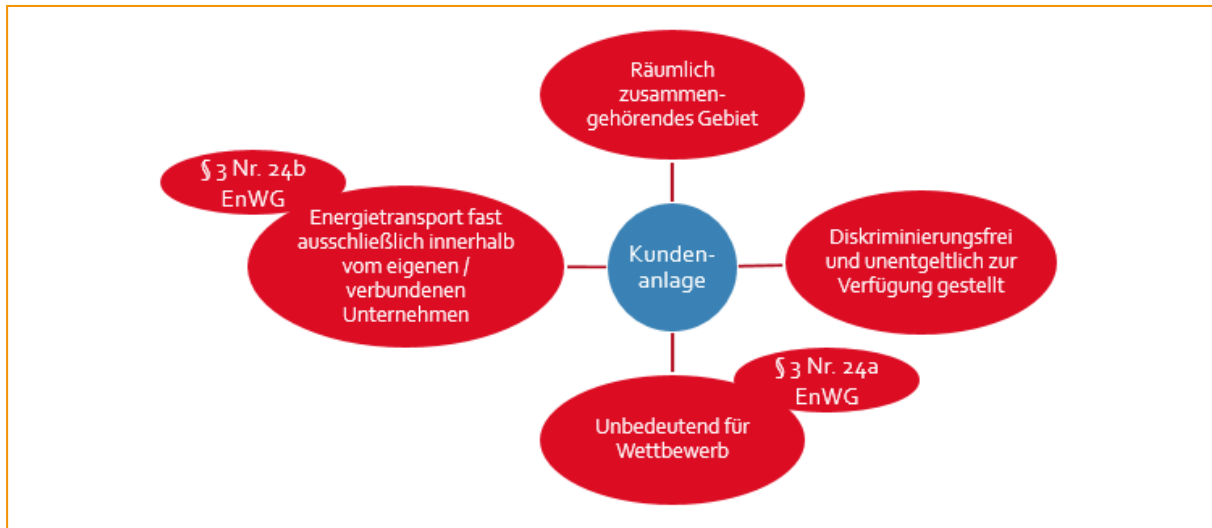 Räumlich
zusammen-
gehörendes Gebiet
§ 3 Nr. 24b
EnWG
Energietransport fast
ausschließlich innerhalb
vom eigenen /
verbundenen
Unternehmen
Kunden-
anlage
Diskriminierungsfrei
und unentgeltlich zur
Verfügung gestellt
§ 3 Nr. 24a
EnWG
Unbedeutend für
Wettbewerb